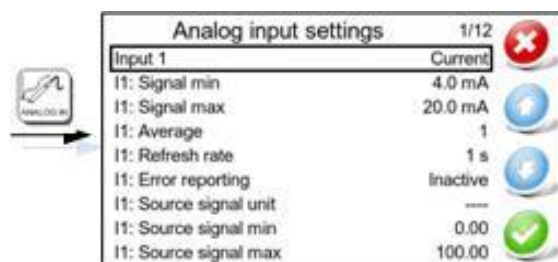 Analog input settings 1/12
Input 1 Current
I1: Signal min 4.0 mA
I1: Signal max 20.0 mA
I1: Average 1
I1: Refresh rate 1 s
I1: Error reporting Inactive
I1: Source signal unit ----
I1: Source signal min 0.00
I1: Source signal max 100.00
ANALOG IN